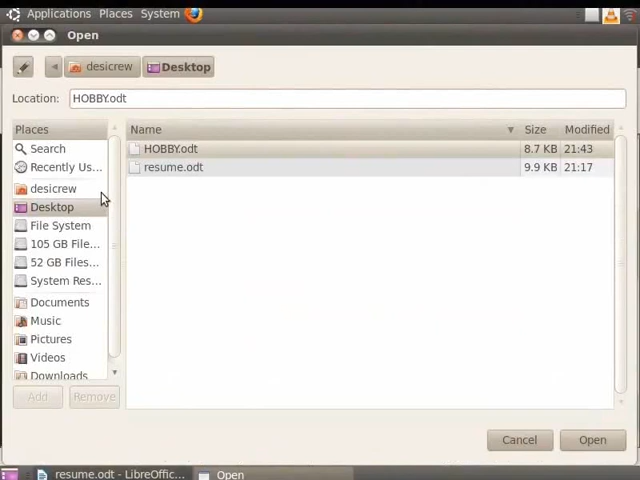 Applications Places System
Open
desicrew Desktop
Location: HOBBY.odt
Places Name Size Modified
Search HOBBY.odt 8.7 KB 21:43
Recently Us... resume.odt 9.9 KB 21:17
desicrew
Desktop
File System
105 GB File...
52 GB Files...
System Res...
Documents
Music
Pictures
Videos
Downloads
Add Remove
Cancel Open
resume.odt - LibreOffic... Open